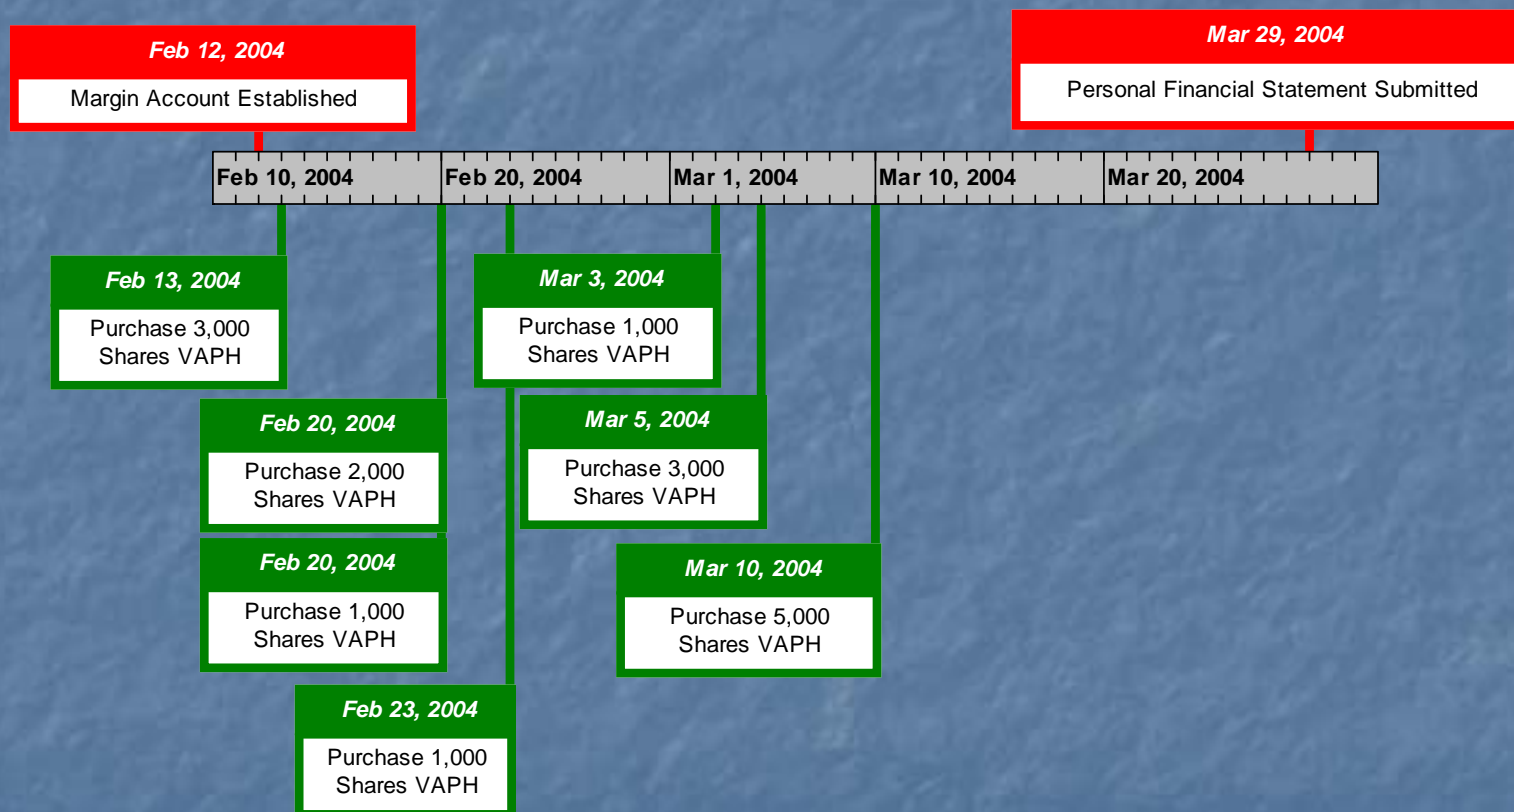 Feb 12, 2004
Margin Account Established
Mar 29, 2004
Personal Financial Statement Submitted
Feb 10, 2004
Feb 20, 2004
Mar 1, 2004
Mar 10, 2004
Mar 20, 2004
Feb 13, 2004
Purchase 3,000
Shares VAPH
Feb 20, 2004
Purchase 2,000
Shares VAPH
Feb 20, 2004
Purchase 1,000
Shares VAPH
Feb 23, 2004
Purchase 1,000
Shares VAPH
Mar 3, 2004
Purchase 1,000
Shares VAPH
Mar 5, 2004
Purchase 3,000
Shares VAPH
Mar 10, 2004
Purchase 5,000
Shares VAPH